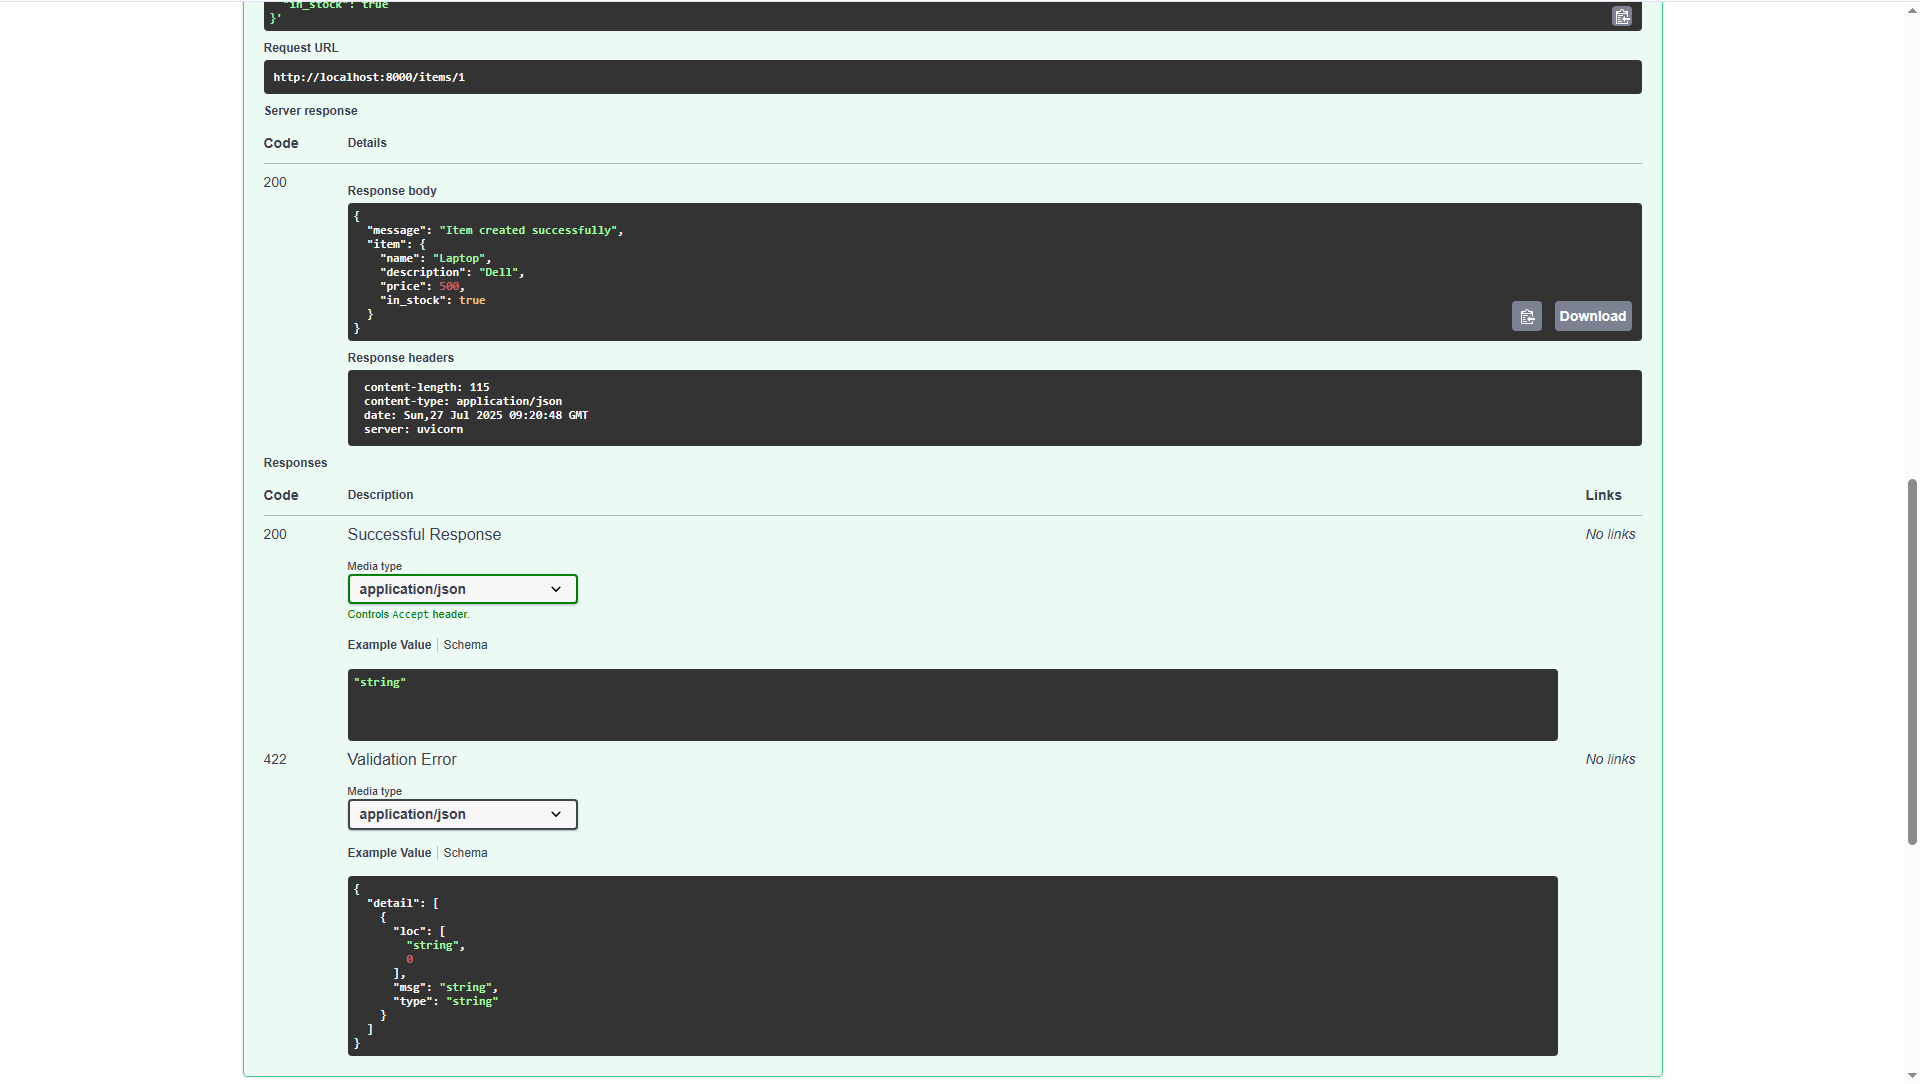 "in_stock": true
}'
Request URL
http://localhost:8000/items/1
Server response
Code Details
200
Response body
{
  "message": "Item created successfully",
  "item": {
    "name": "Laptop",
    "description": "Dell",
    "price": 500,
    "in_stock": true
  }
}
Download
Response headers
content-length: 115
content-type: application/json
date: Sun,27 Jul 2025 09:20:48 GMT
server: uvicorn
Responses
Code Description Links
200 Successful Response No links
Media type
application/json
Controls Accept header.
Example Value Schema
"string"
422 Validation Error No links
Media type
application/json
Example Value Schema
{
  "detail": [
    {
      "loc": [
        "string",
        0
      ],
      "msg": "string",
      "type": "string"
    }
  ]
}